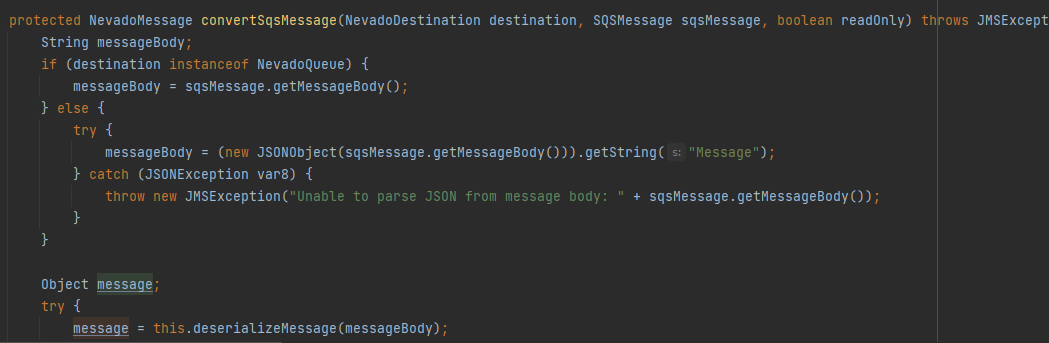 protected NevadoMessage convertSqsMessage(NevadoDestination destination, SQSMessage sqsMessage, boolean readOnly) throws JMSExcept
String messageBody;
if (destination instanceof NevadoQueue) {
messageBody = sqsMessage.getMessageBody();
} else {
try {
messageBody = (new JSONObject(sqsMessage.getMessageBody())).getString( s: "Message");
} catch (JSONException var8) {
throw new JMSException("Unable to parse JSON from message body: " + sqsMessage.getMessageBody());
}
}
Object message;
try {
message = this.deserializeMessage(messageBody);